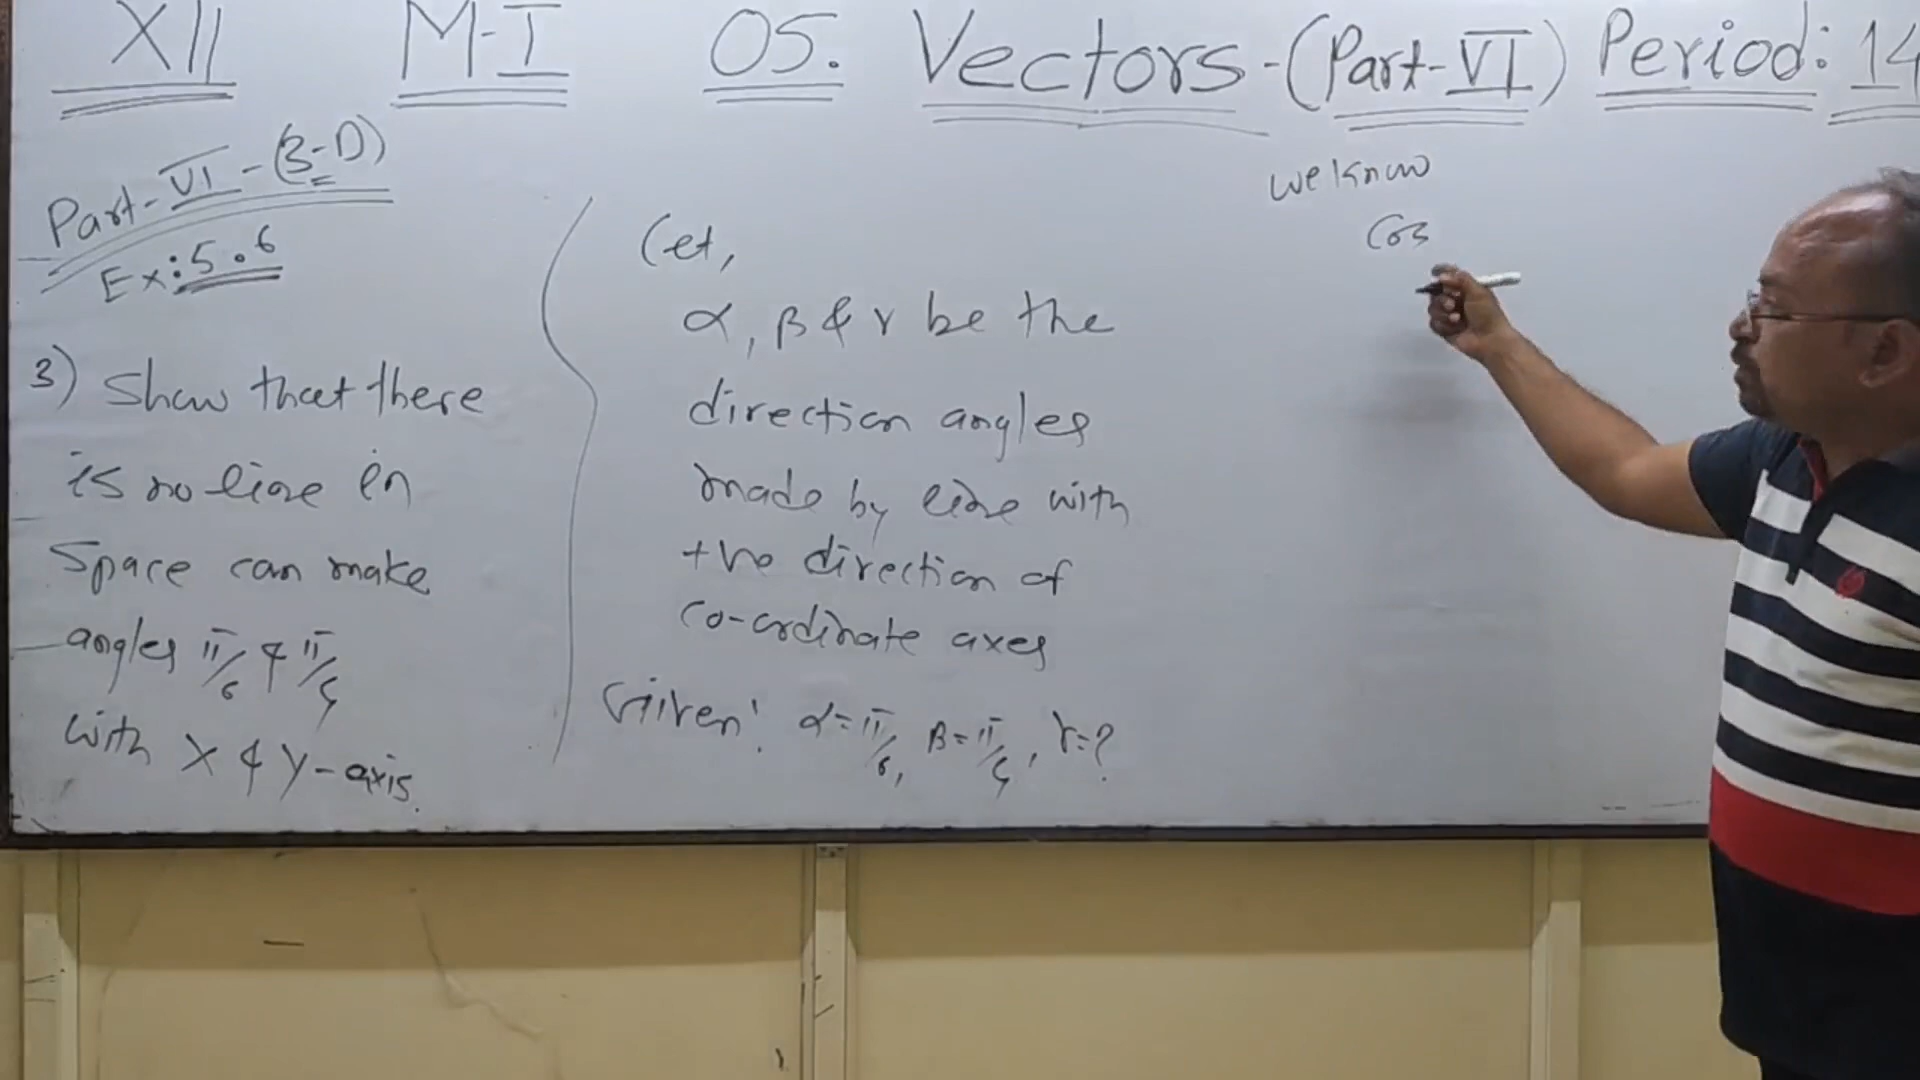 XII M-I 05. Vectors-(Part-VI) Period: 14
Part-VI-(3-D)
Ex:5.6
3) Show that there
is no line in
Space can make
angles π/6 & π/4
with X & Y-axis.
Let,
α, β & γ be the
direction angles
made by line with
+ve direction of
co-ordinate axes
Given: α=π/6, β=π/4, γ=?
we know
Cos